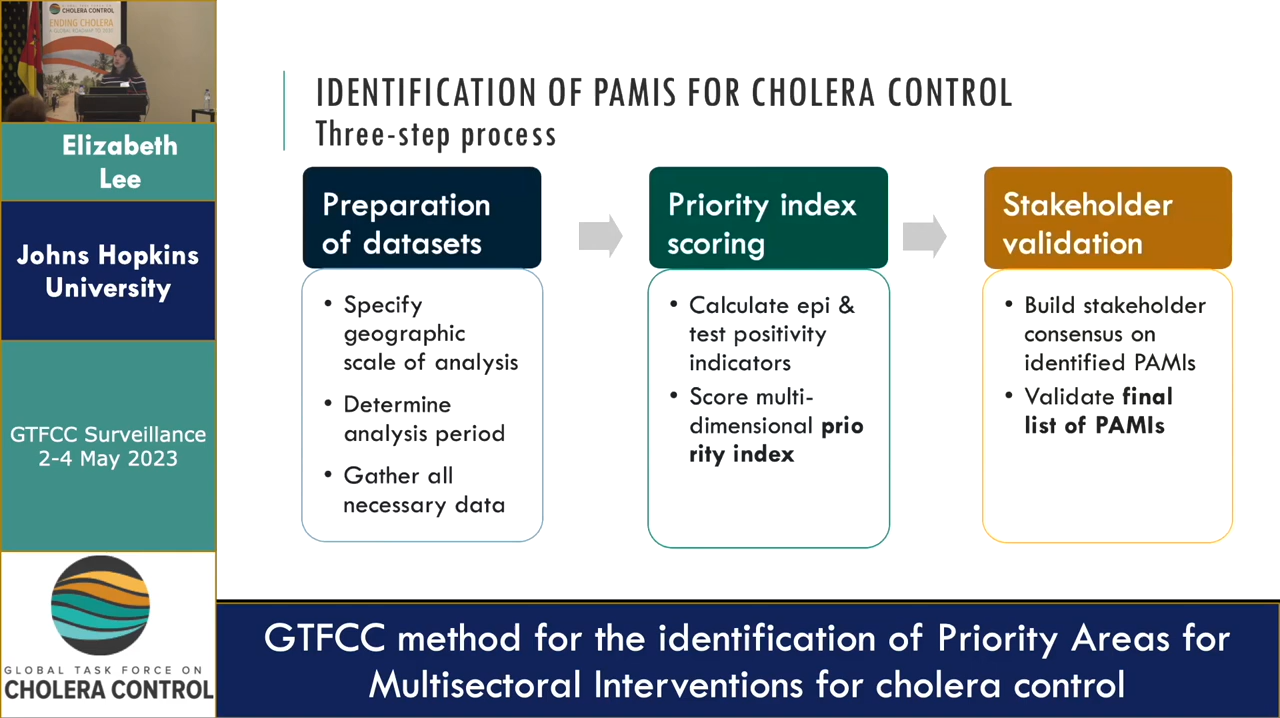 GLOBAL TASK FORCE ON
CHOLERA CONTROL
ENDING CHOLERA
A GLOBAL ROADMAP TO 2030
Elizabeth
Lee
Johns Hopkins
University
GTFCC Surveillance
2-4 May 2023
GLOBAL TASK FORCE ON
CHOLERA CONTROL
IDENTIFICATION OF PAMIS FOR CHOLERA CONTROL
Three-step process
Preparation
of datasets
• Specify
geographic
scale of analysis
• Determine
analysis period
• Gather all
necessary data
Priority index
scoring
• Calculate epi &
test positivity
indicators
• Score multi-
dimensional prio
rity index
Stakeholder
validation
• Build stakeholder
consensus on
identified PAMIs
• Validate final
list of PAMIs
GTFCC method for the identification of Priority Areas for
Multisectoral Interventions for cholera control